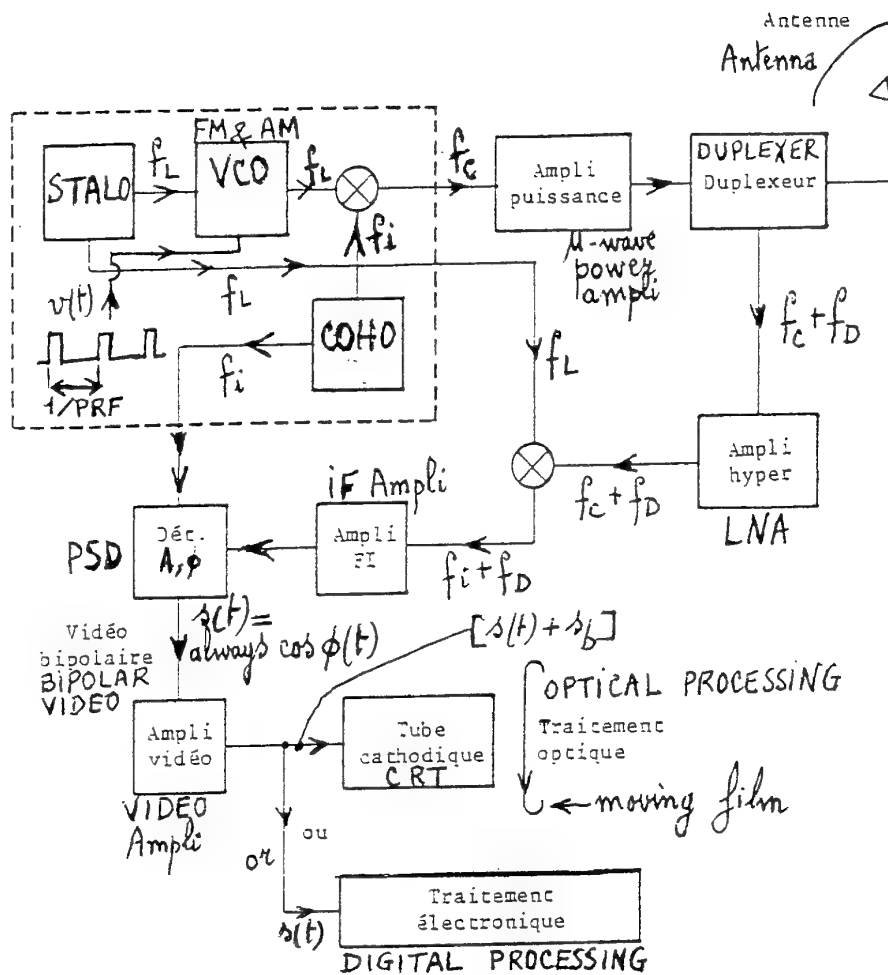 Antenne
Antenna
FM & AM
STALO
f_L
VCO
f_L
f_c
Ampli
puissance
DUPLEXER
Duplexeur
f_i
μ-wave
power
ampli
v(t)
f_L
COHO
f_i
1/PRF
f_L
f_c + f_D
Ampli
hyper
LNA
f_c + f_D
iF Ampli
Ampli
FI
f_i + f_D
PSD
Dét.
A,φ
s(t) =
always cos φ(t)
[s(t) + s_b]
Vidéo
bipolaire
BIPOLAR
VIDEO
OPTICAL PROCESSING
Traitement
optique
Ampli
vidéo
Tube
cathodique
CRT
moving film
VIDEO
Ampli
ou
or
s(t)
Traitement
électronique
DIGITAL PROCESSING